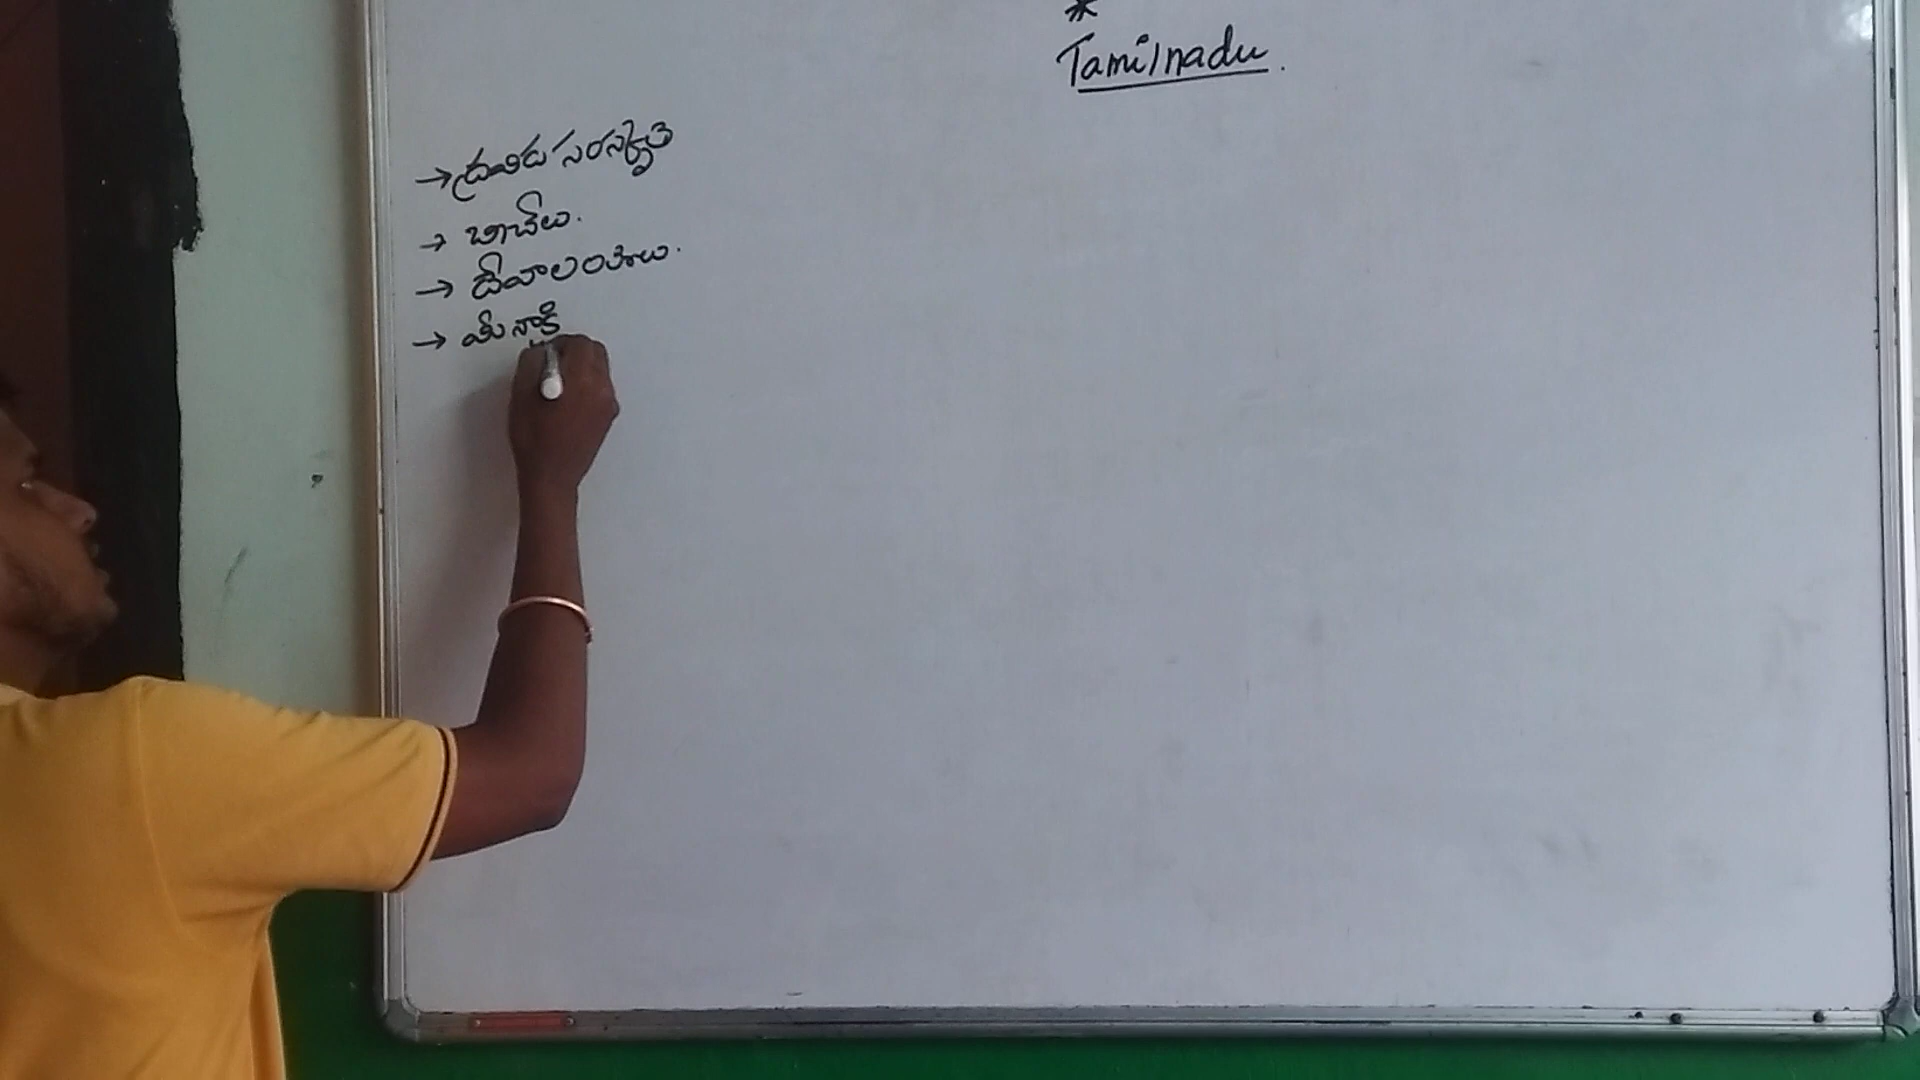 *
Tamilnadu.
→ ద్రవిడ సంస్కృతి
→ బాచేలు.
→ దేవాలయాలు.
→ మీనాక్షి